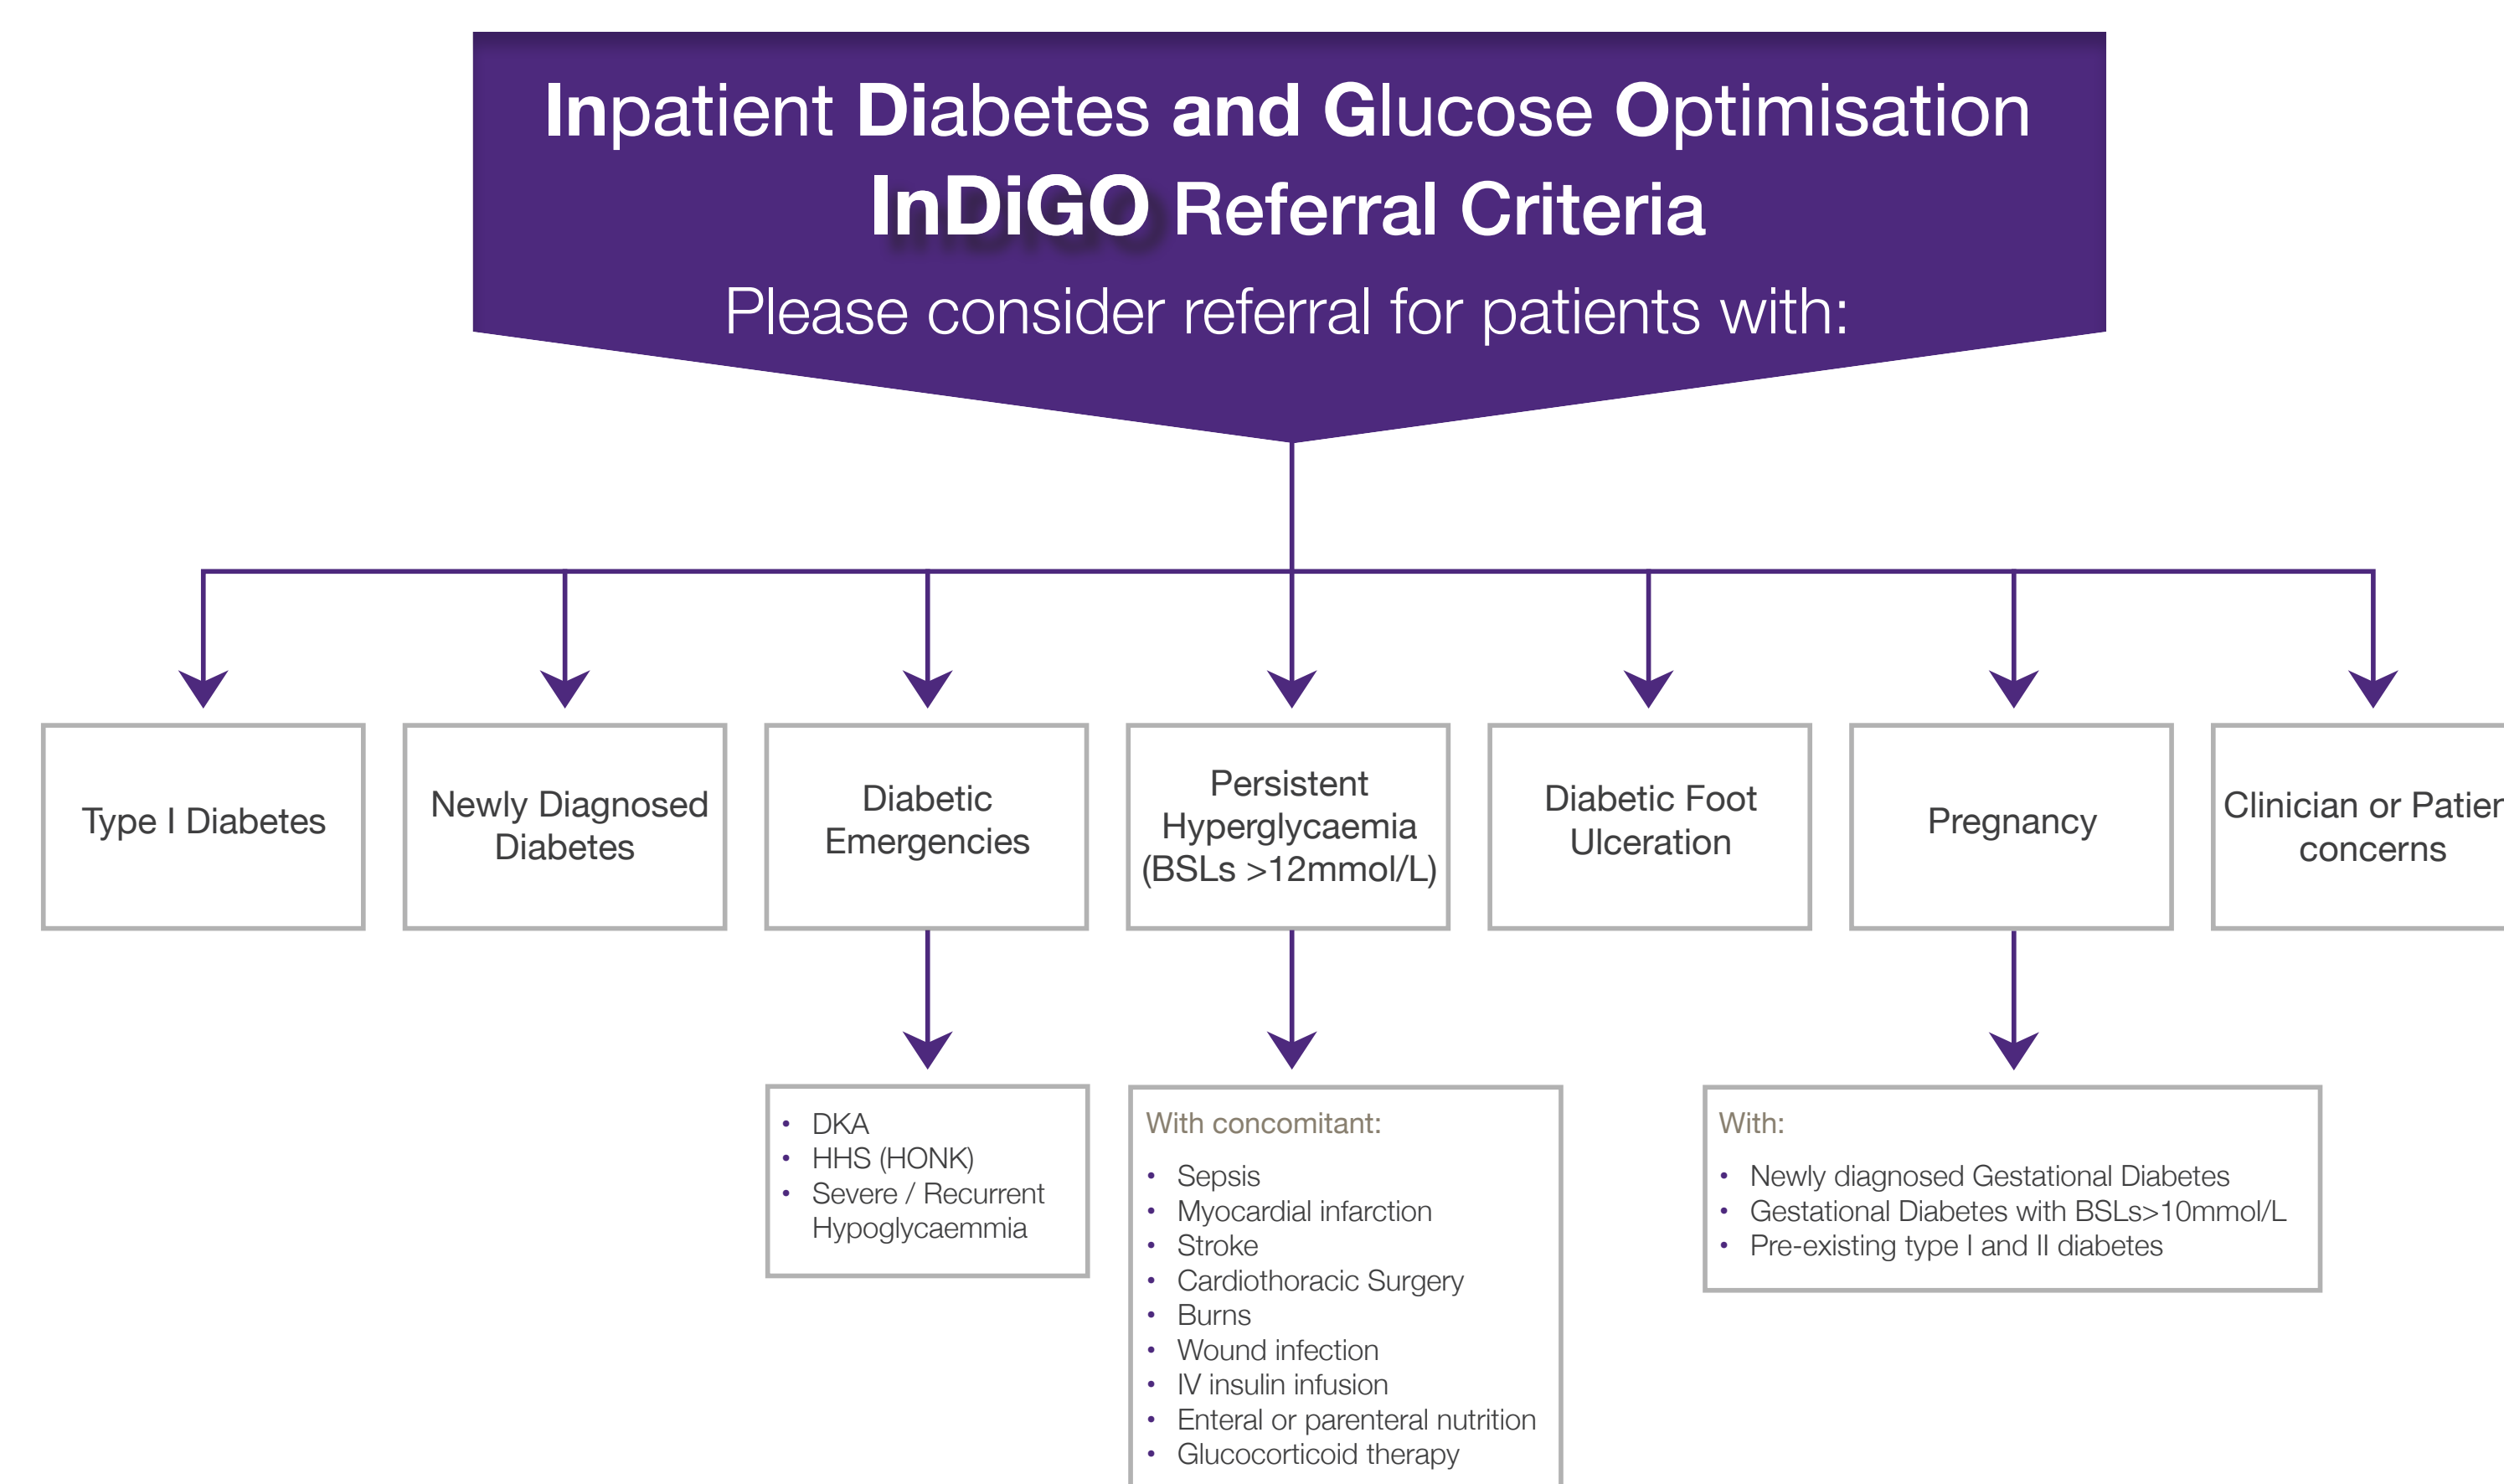 Inpatient Diabetes and Glucose Optimisation
InDiGO Referral Criteria
Please consider referral for patients with:
Type I Diabetes
Newly Diagnosed
Diabetes
Diabetic
Emergencies
Persistent
Hyperglycaemia
(BSLs >12mmol/L)
Diabetic Foot
Ulceration
Pregnancy
Clinician or
concerns
• DKA
• HHS (HONK)
• Severe / Recurrent
Hypoglycaemmia
With concomitant:
• Sepsis
• Myocardial infarction
• Stroke
• Cardiothoracic Surgery
• Burns
• Wound infection
• IV insulin infusion
• Enteral or parenteral nutrition
• Glucocorticoid therapy
With:
• Newly diagnosed Gestational Diabetes
• Gestational Diabetes with BSLs>10mmol/L
• Pre-existing type I and II diabetes